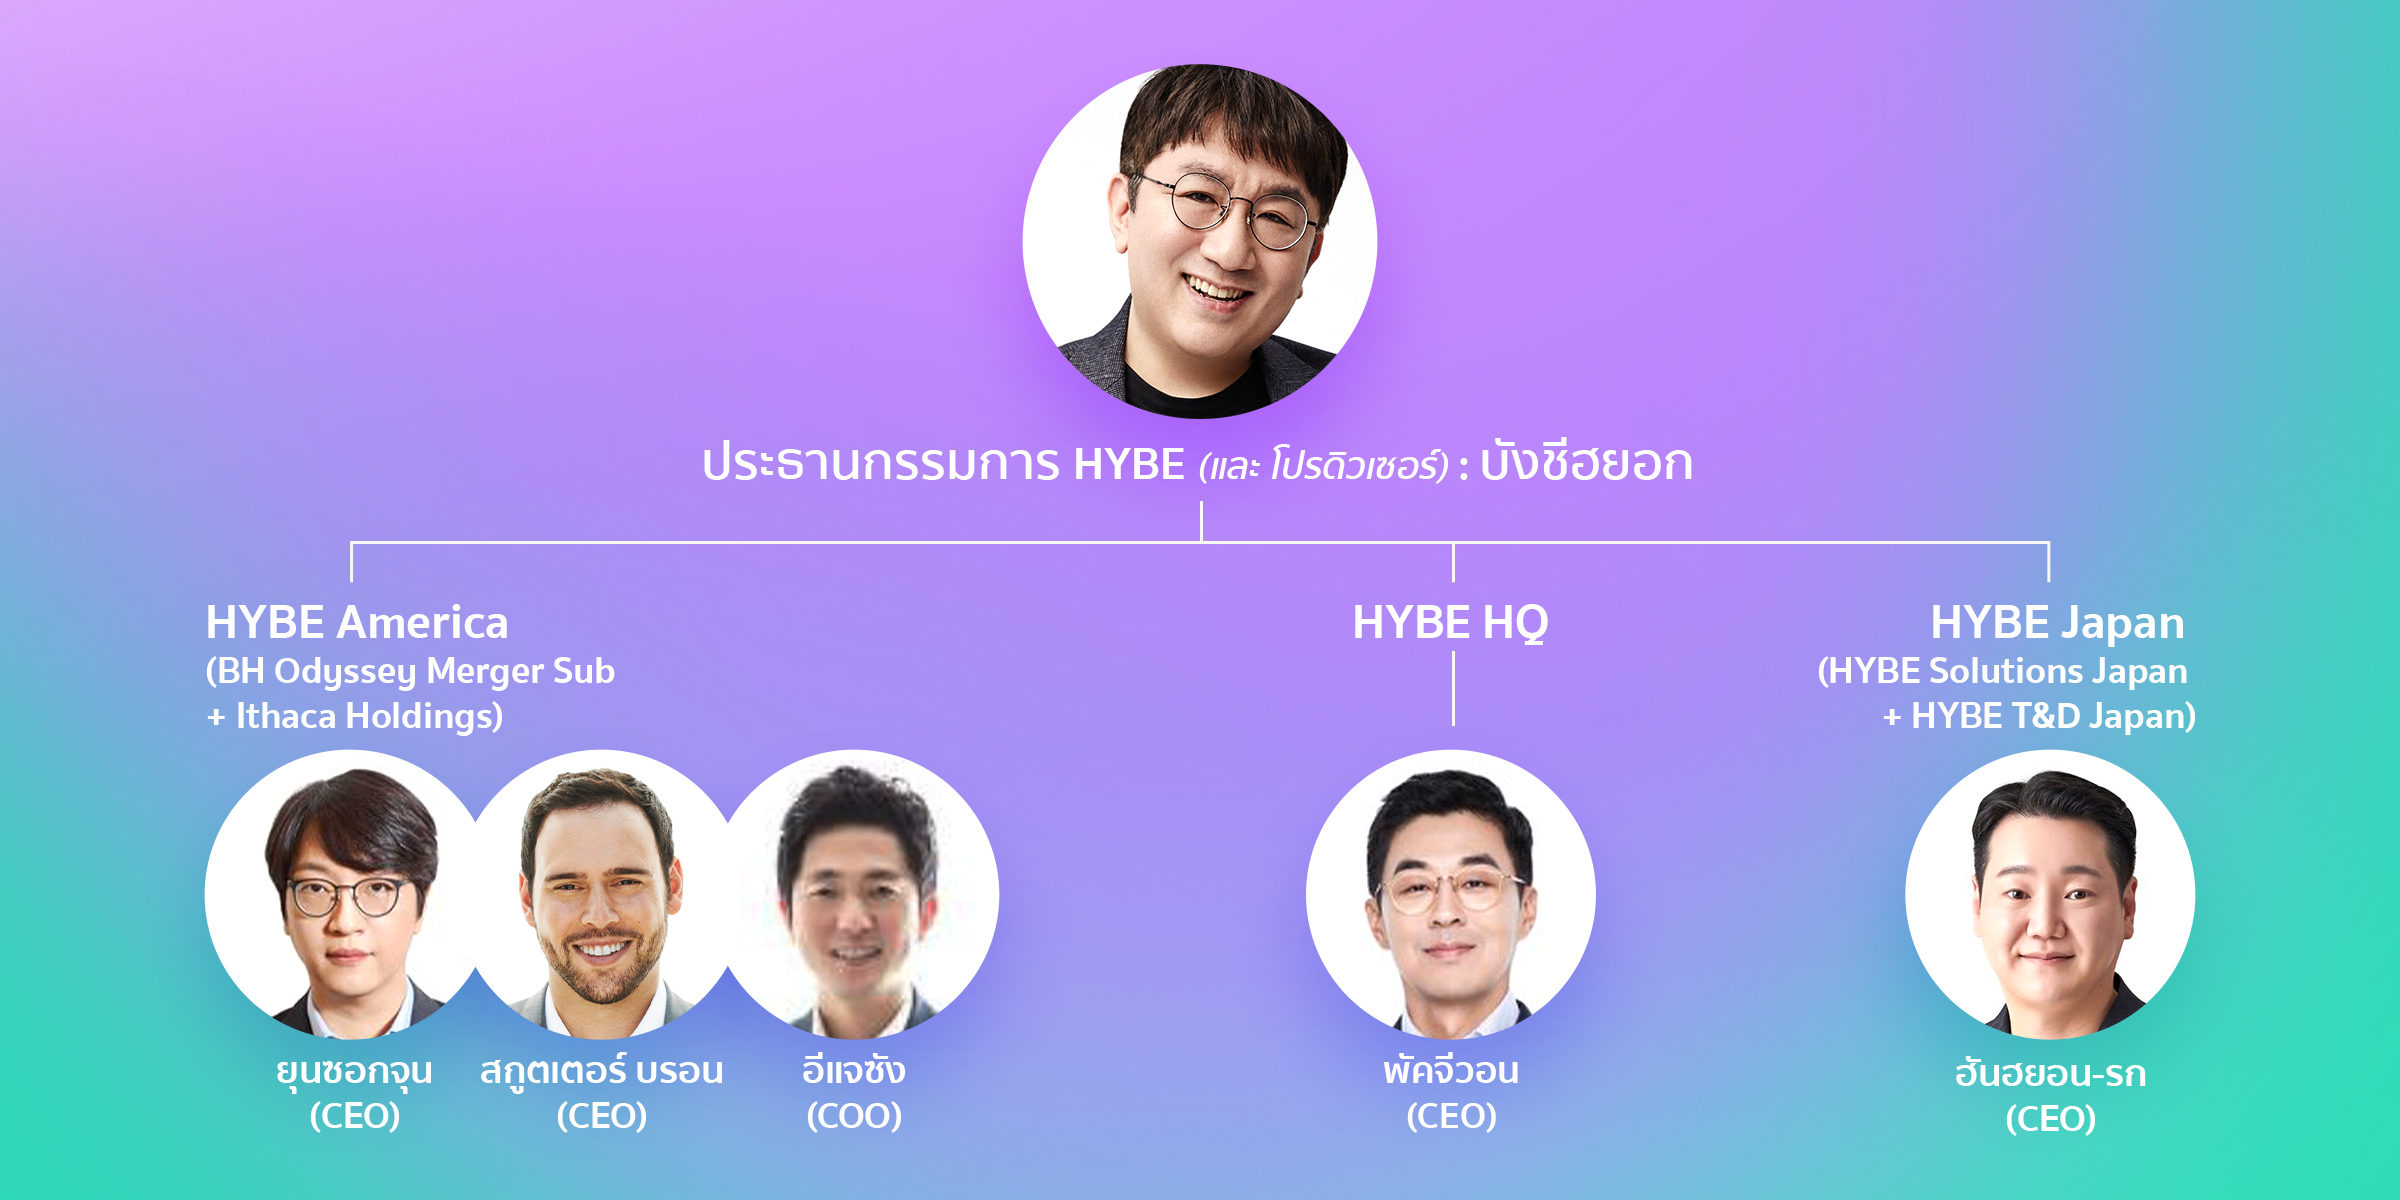 ประธานกรรมการ HYBE (และ โปรดิวเซอร์) : บังชีฮยอก
HYBE America
(BH Odyssey Merger Sub
+ Ithaca Holdings)
HYBE HQ
HYBE Japan
(HYBE Solutions Japan
+ HYBE T&D Japan)
ยุนซอกจุน
(CEO)
สกูตเตอร์ บรอน
(CEO)
อีแจซัง
(COO)
พัคจีวอน
(CEO)
ฮันฮยอน-รก
(CEO)